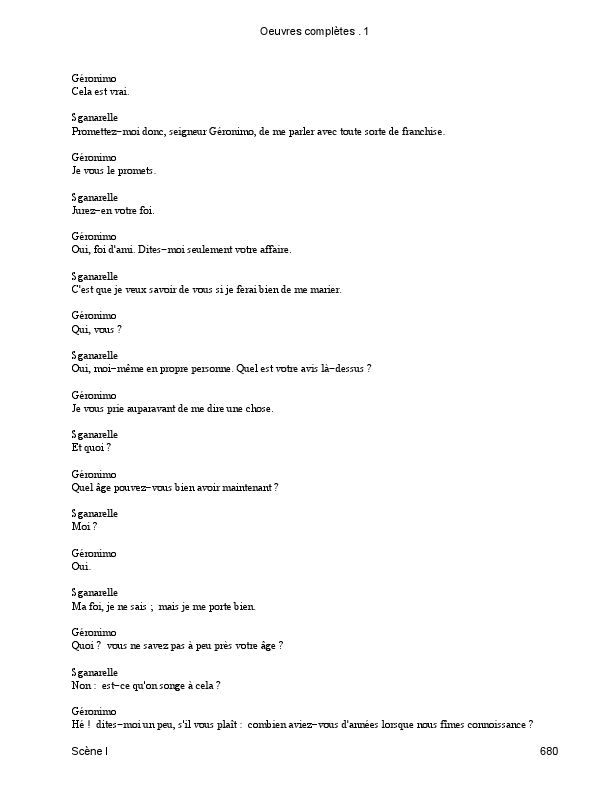 Oeuvres complètes . 1
Géronimo
Cela est vrai.
Sganarelle
Promettez−moi donc, seigneur Géronimo, de me parler avec toute sorte de franchise.
Géronimo
Je vous le promets.
Sganarelle
Jurez−en votre foi.
Géronimo
Oui, foi d'ami. Dites−moi seulement votre affaire.
Sganarelle
C'est que je veux savoir de vous si je ferai bien de me marier.
Géronimo
Qui, vous ?
Sganarelle
Oui, moi−même en propre personne. Quel est votre avis là−dessus ?
Géronimo
Je vous prie auparavant de me dire une chose.
Sganarelle
Et quoi ?
Géronimo
Quel âge pouvez−vous bien avoir maintenant ?
Sganarelle
Moi ?
Géronimo
Oui.
Sganarelle
Ma foi, je ne sais ; mais je me porte bien.
Géronimo
Quoi ? vous ne savez pas à peu près votre âge ?
Sganarelle
Non : est−ce qu'on songe à cela ?
Géronimo
Hé ! dites−moi un peu, s'il vous plaît : combien aviez−vous d'années lorsque nous fîmes connoissance ?
Scène I 680